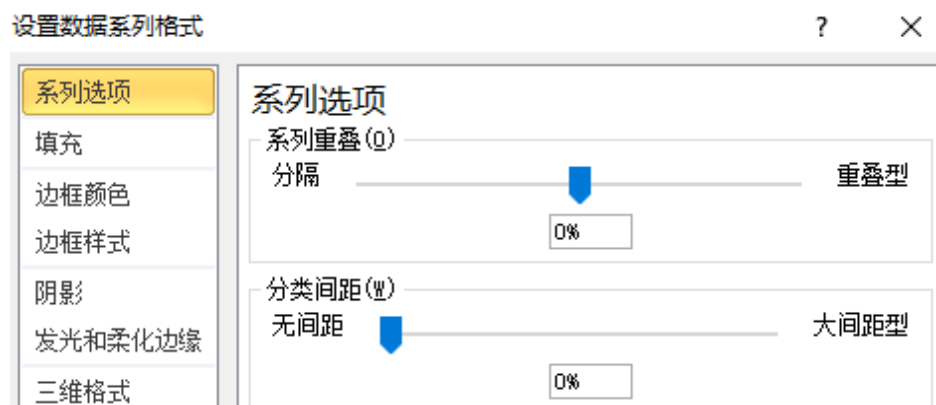 设置数据系列格式 ? ×
系列选项
填充
边框颜色
边框样式
阴影
发光和柔化边缘
三维格式
系列选项
系列重叠(O)
分隔 重叠型
0%
分类间距(W)
无间距 大间距型
0%